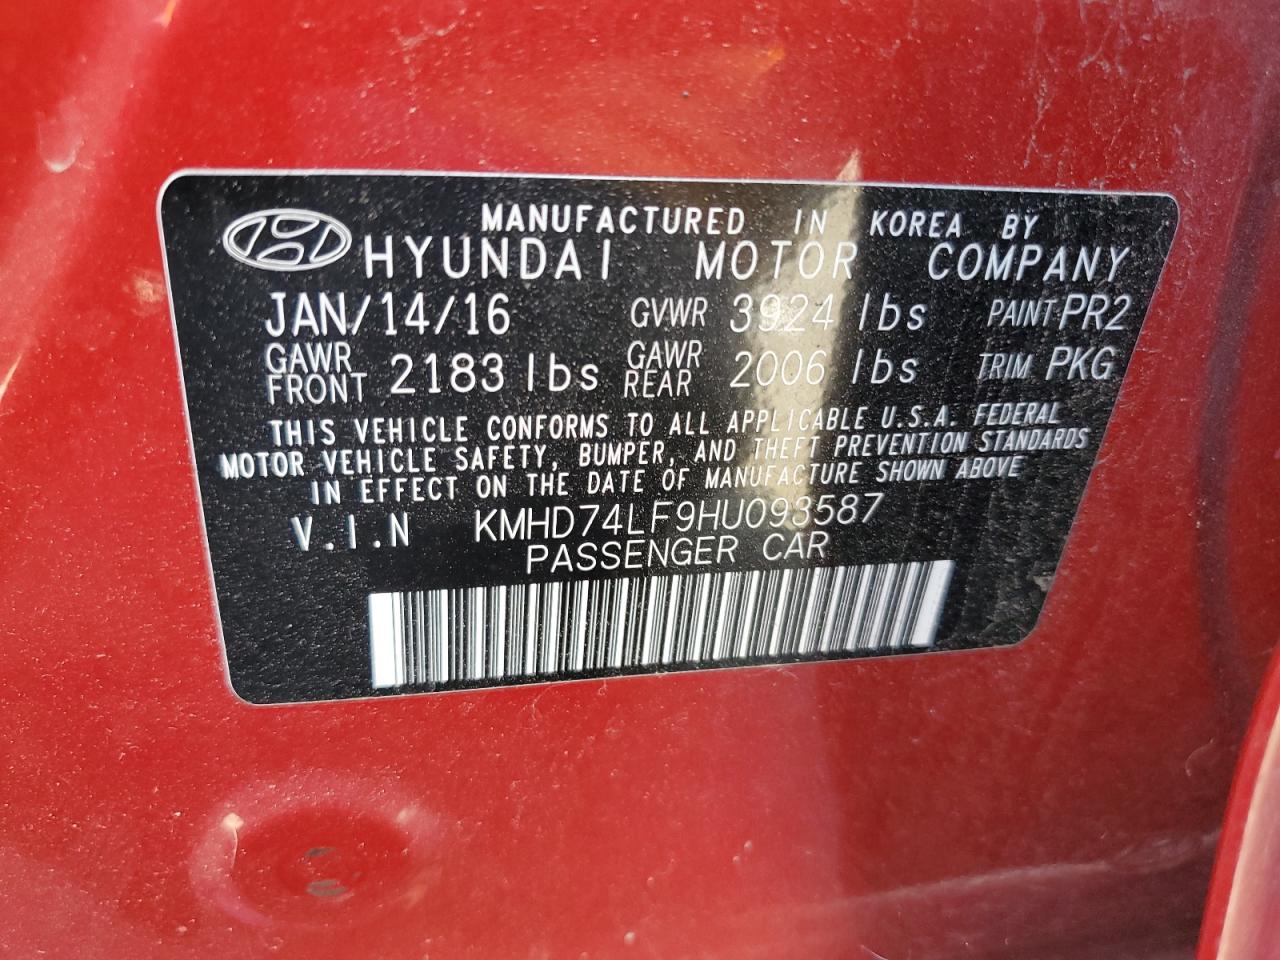 MANUFACTURED IN KOREA BY
HYUNDAI MOTOR COMPANY
JAN/14/16 GVWR 3924 lbs PAINT PR2
GAWR FRONT 2183 lbs GAWR REAR 2006 lbs TRIM PKG
THIS VEHICLE CONFORMS TO ALL APPLICABLE U.S.A. FEDERAL
MOTOR VEHICLE SAFETY, BUMPER, AND THEFT PREVENTION STANDARDS
IN EFFECT ON THE DATE OF MANUFACTURE SHOWN ABOVE
V.I.N KMHD74LF9HU093587
PASSENGER CAR